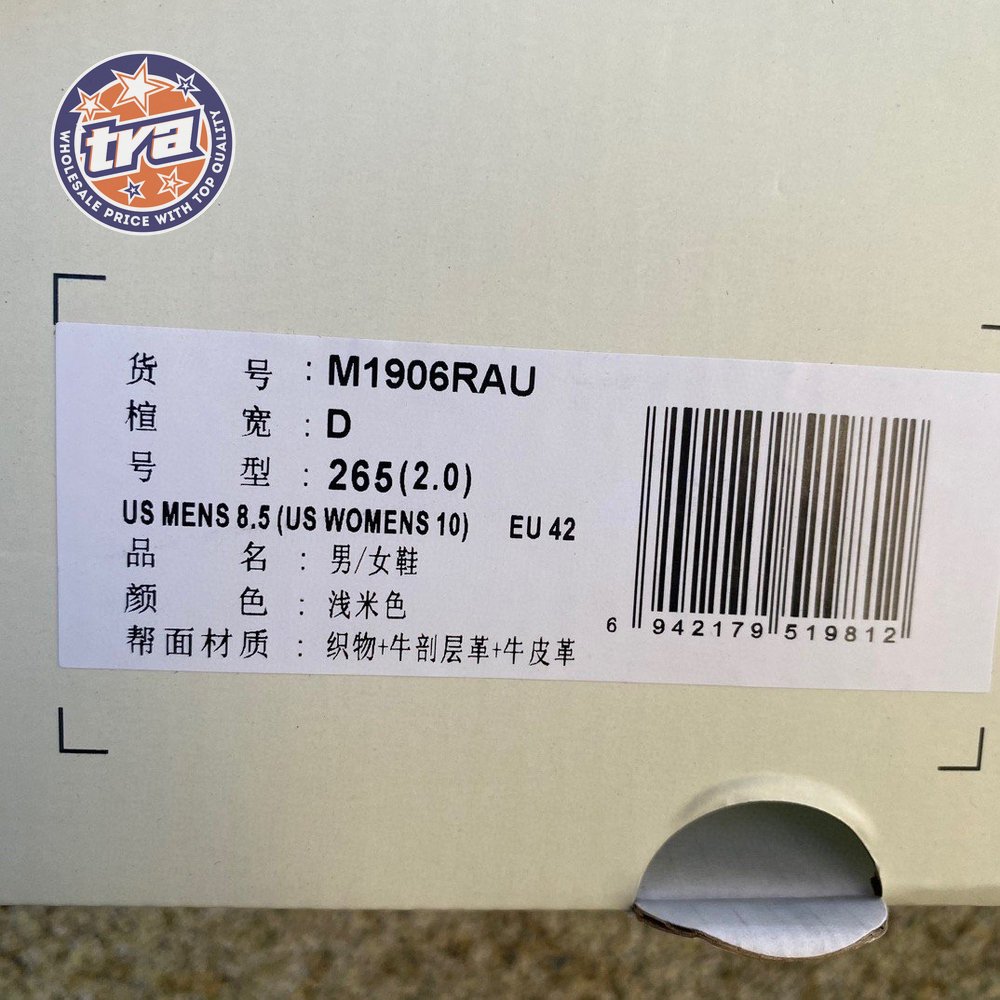 tra
WHOLESALE PRICE WITH TOP QUALITY
货 号 : M1906RAU
楦 宽 : D
号 型 : 265(2.0)
US MENS 8.5 (US WOMENS 10) EU 42
品 名 : 男/女鞋
颜 色 : 浅米色
帮面材质 : 织物+牛剖层革+牛皮革
6 942179 519812